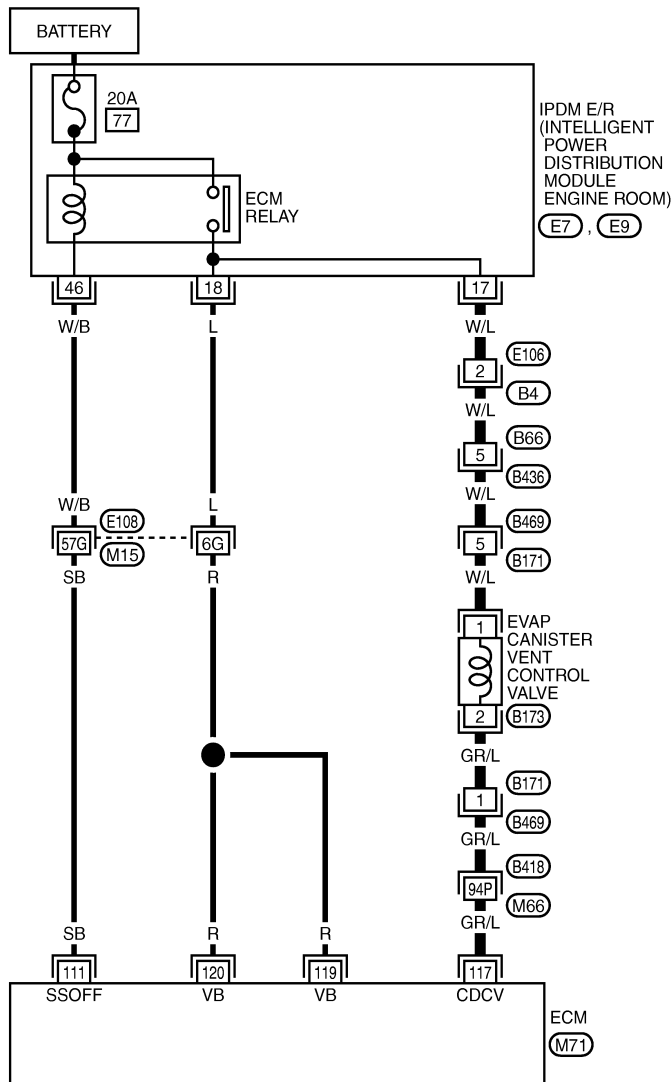 BATTERY
20A
77
IPDM E/R
(INTELLIGENT
POWER
DISTRIBUTION
MODULE
ENGINE ROOM)
E7 , E9
ECM
RELAY
46
18
17
W/B
L
W/L
E106
2
B4
W/L
B66
5
B436
W/B
L
W/L
E108
B469
57G
6G
5
M15
B171
SB
R
W/L
1
EVAP
CANISTER
VENT
CONTROL
VALVE
2
B173
GR/L
B171
1
B469
GR/L
B418
94P
M66
SB
R
R
GR/L
111
120
119
117
SSOFF
VB
VB
CDCV
ECM
M71